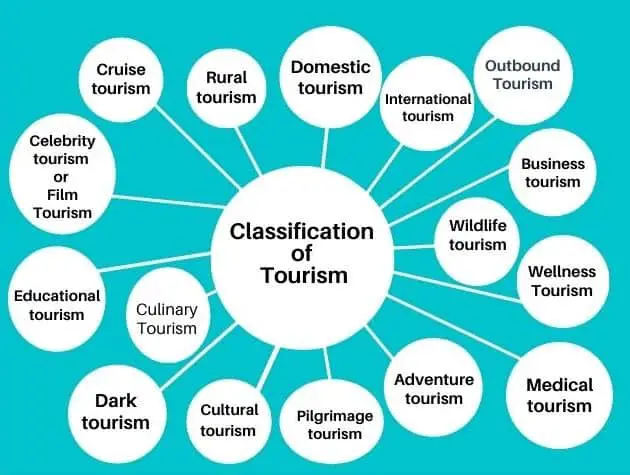 Cruise
tourism
Rural
tourism
Domestic
tourism
International
tourism
Outbound
Tourism
Celebrity
tourism
or
Film
Tourism
Business
tourism
Classification
of
Tourism
Wildlife
tourism
Wellness
Tourism
Educational
tourism
Culinary
Tourism
Dark
tourism
Cultural
tourism
Pilgrimage
tourism
Adventure
tourism
Medical
tourism